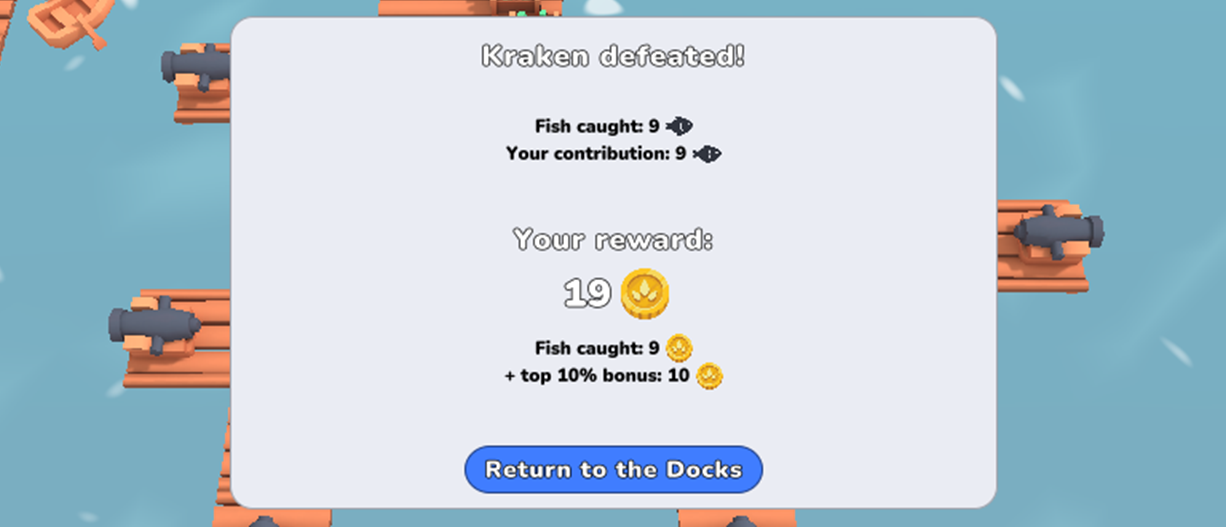 Kraken defeated!
Fish caught: 9
Your contribution: 9
Your reward:
19
Fish caught: 9
+ top 10% bonus: 10
Return to the Docks